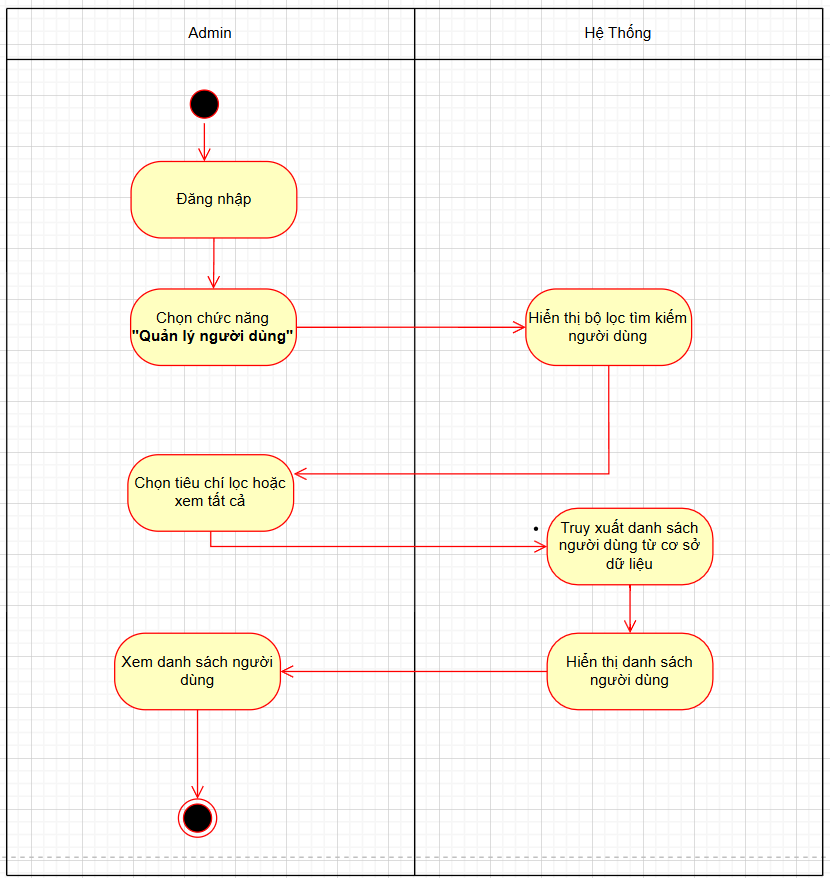 Admin
Hệ Thống
Đăng nhập
Chọn chức năng
"Quản lý người dùng"
Hiển thị bộ lọc tìm kiếm
người dùng
Chọn tiêu chí lọc hoặc
xem tất cả
Truy xuất danh sách
người dùng từ cơ sở
dữ liệu
Xem danh sách người
dùng
Hiển thị danh sách
người dùng